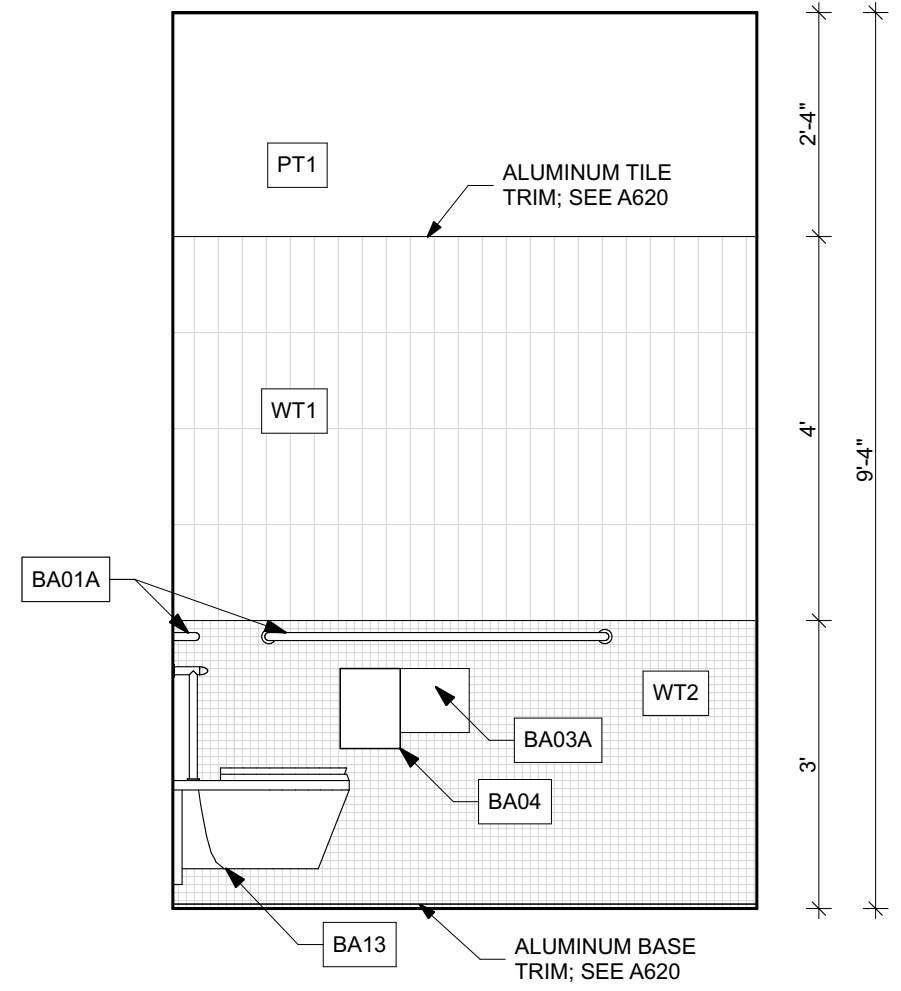 2'-4"
PT1
ALUMINUM TILE
TRIM; SEE A620
WT1
4'
9'-4"
BA01A
WT2
BA03A
3'
BA04
BA13
ALUMINUM BASE
TRIM; SEE A620